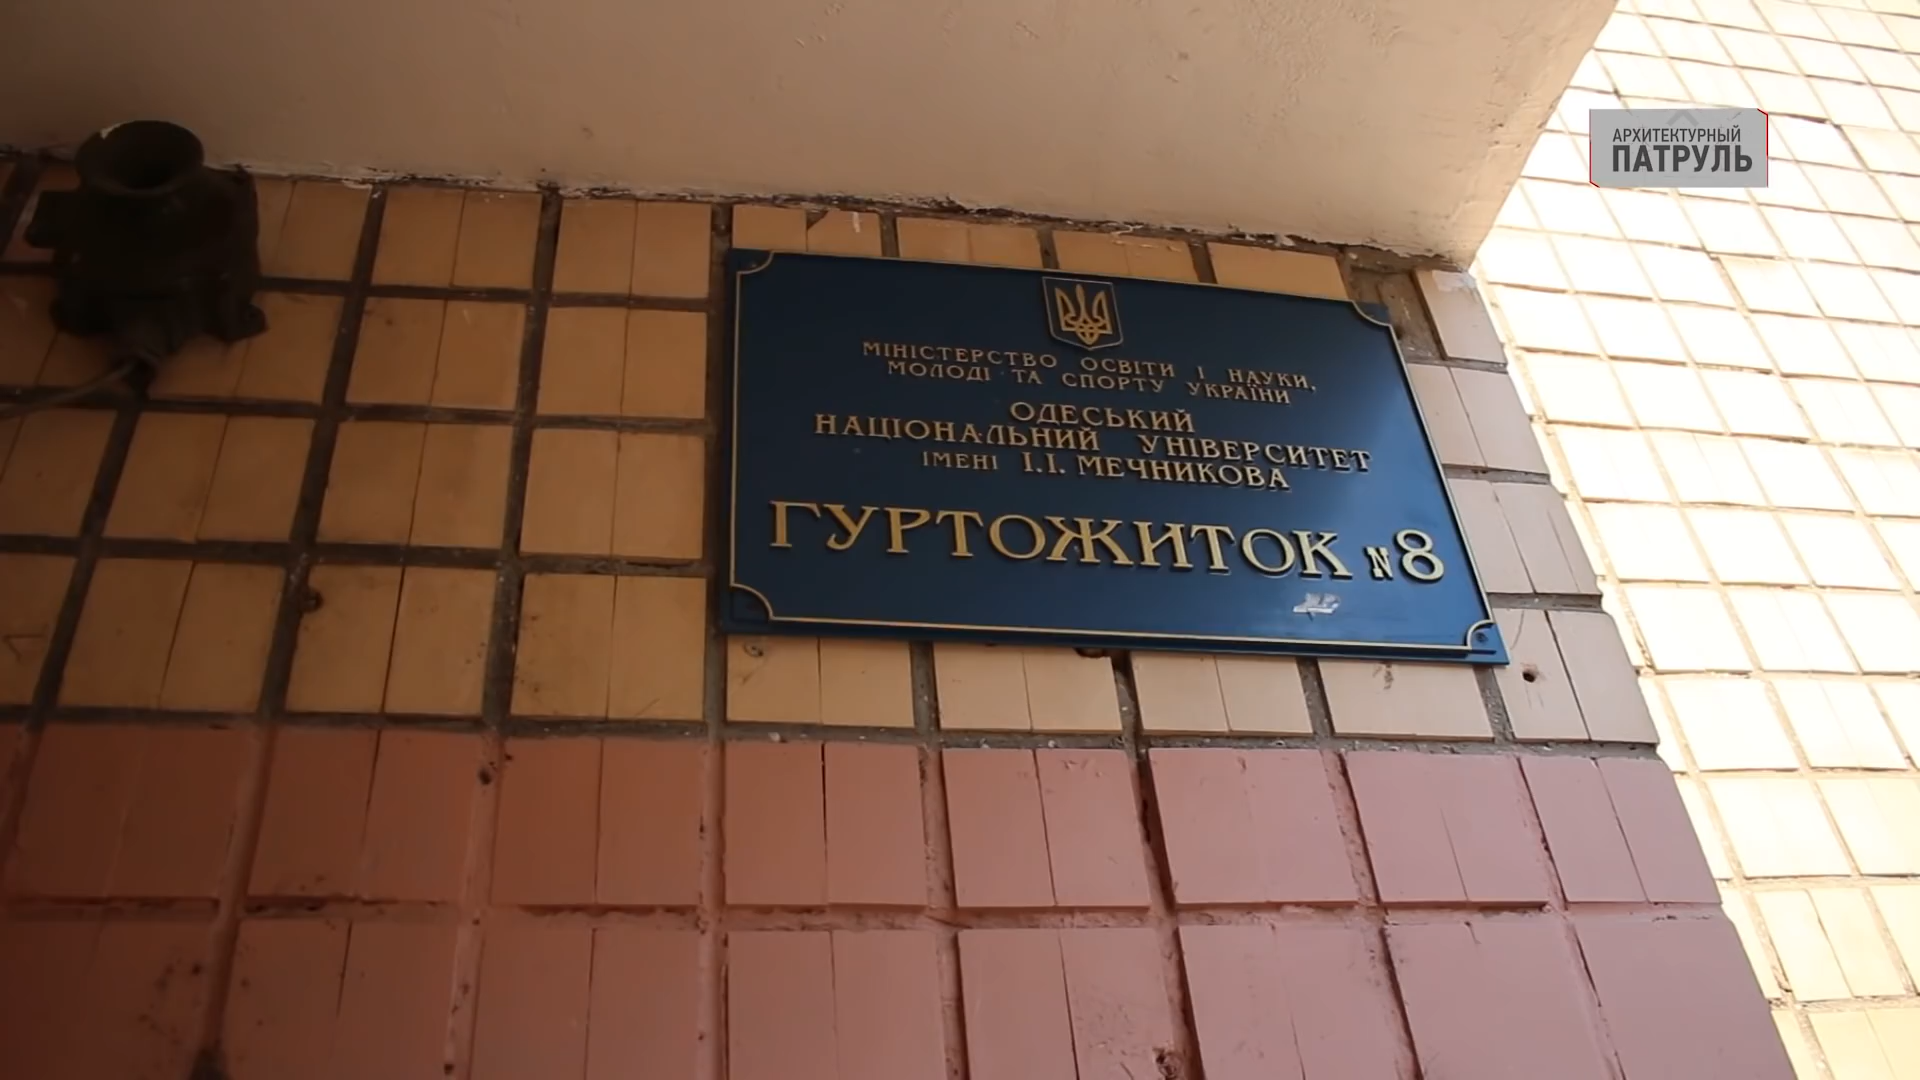 АРХИТЕКТУРНЫЙ
ПАТРУЛЬ
МІНІСТЕРСТВО ОСВІТИ І НАУКИ,
МОЛОДІ ТА СПОРТУ УКРАЇНИ
ОДЕСЬКИЙ
НАЦІОНАЛЬНИЙ УНІВЕРСИТЕТ
ІМЕНІ І.І. МЕЧНИКОВА
ГУРТОЖИТОК №8